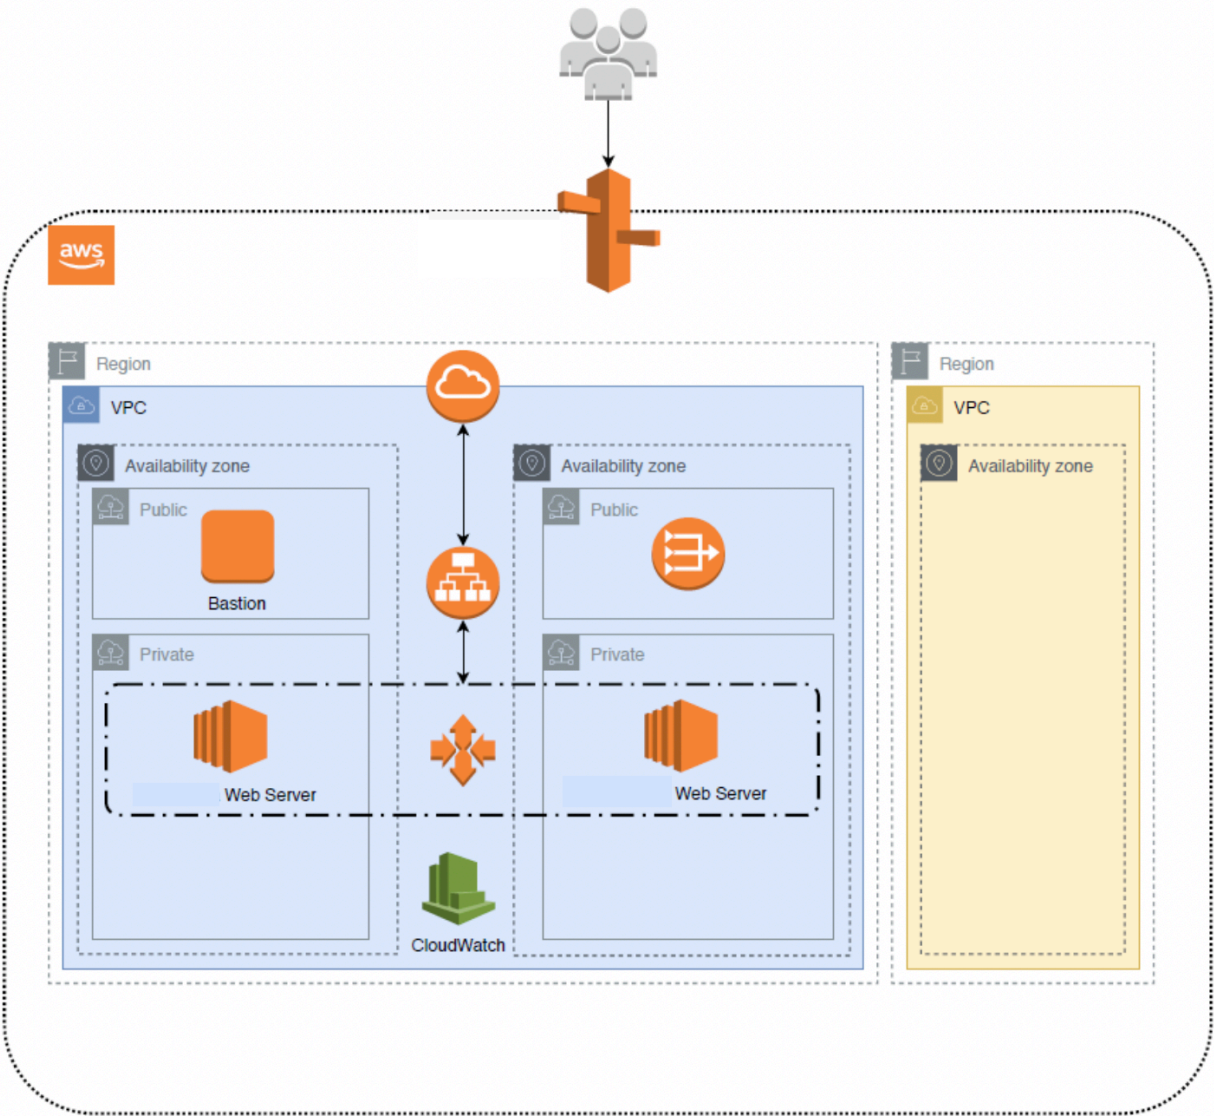 aws
Region
Region
VPC
VPC
Availability zone
Availability zone
Availability zone
Public
Public
Bastion
Private
Private
Web Server
Web Server
CloudWatch